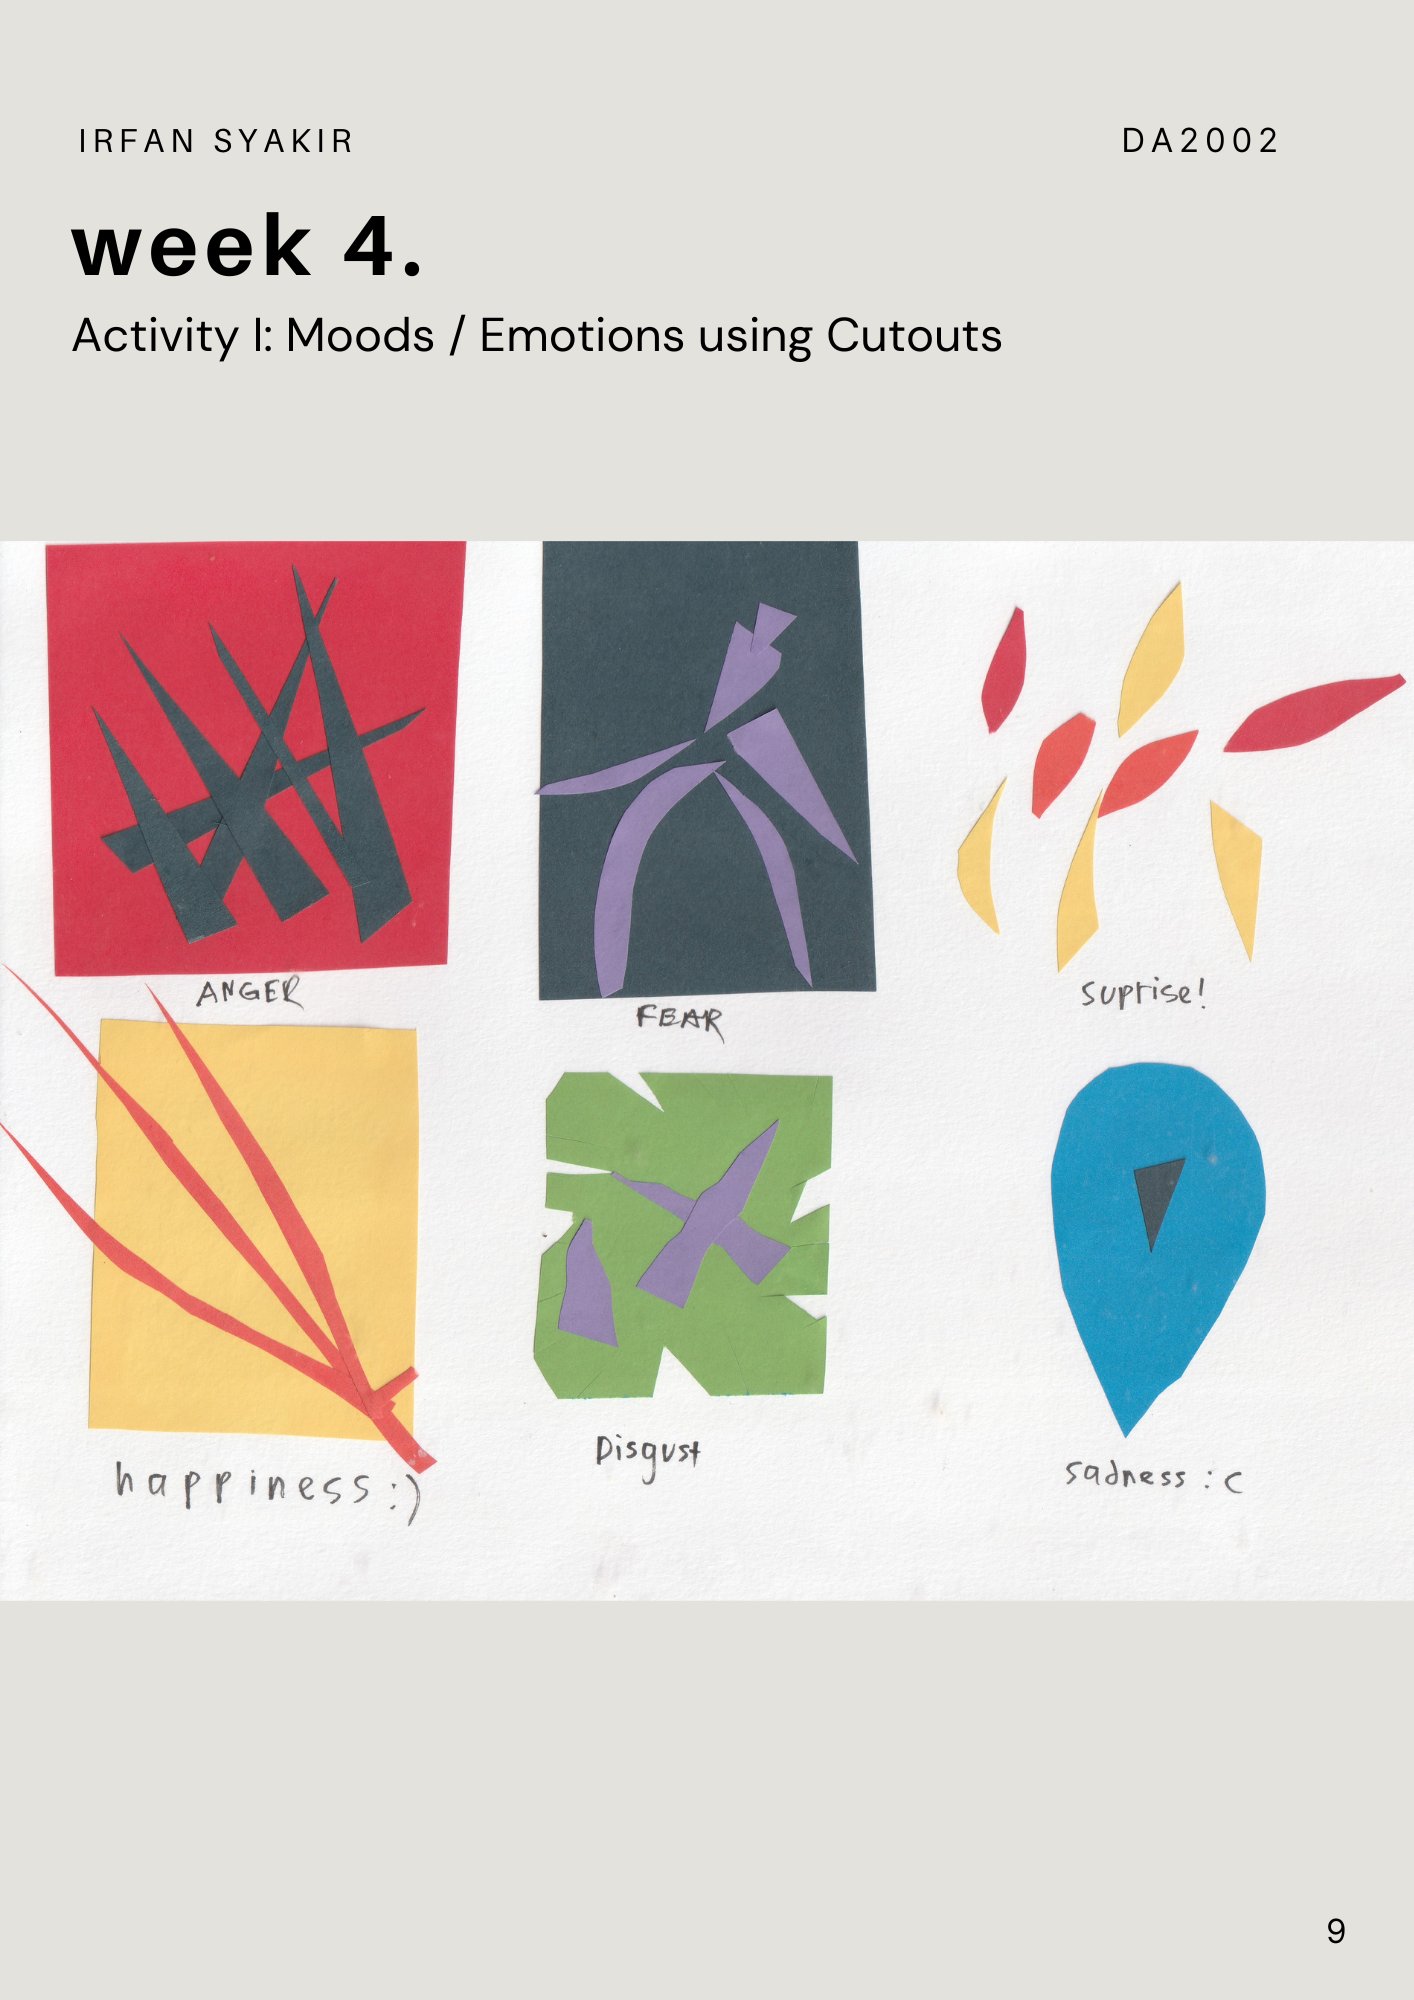 IRFAN SYAKIR
DA2002
week 4.
Activity I: Moods / Emotions using Cutouts
ANGER
FEAR
suprise!
happiness :)
Disgust
sadness :c
9